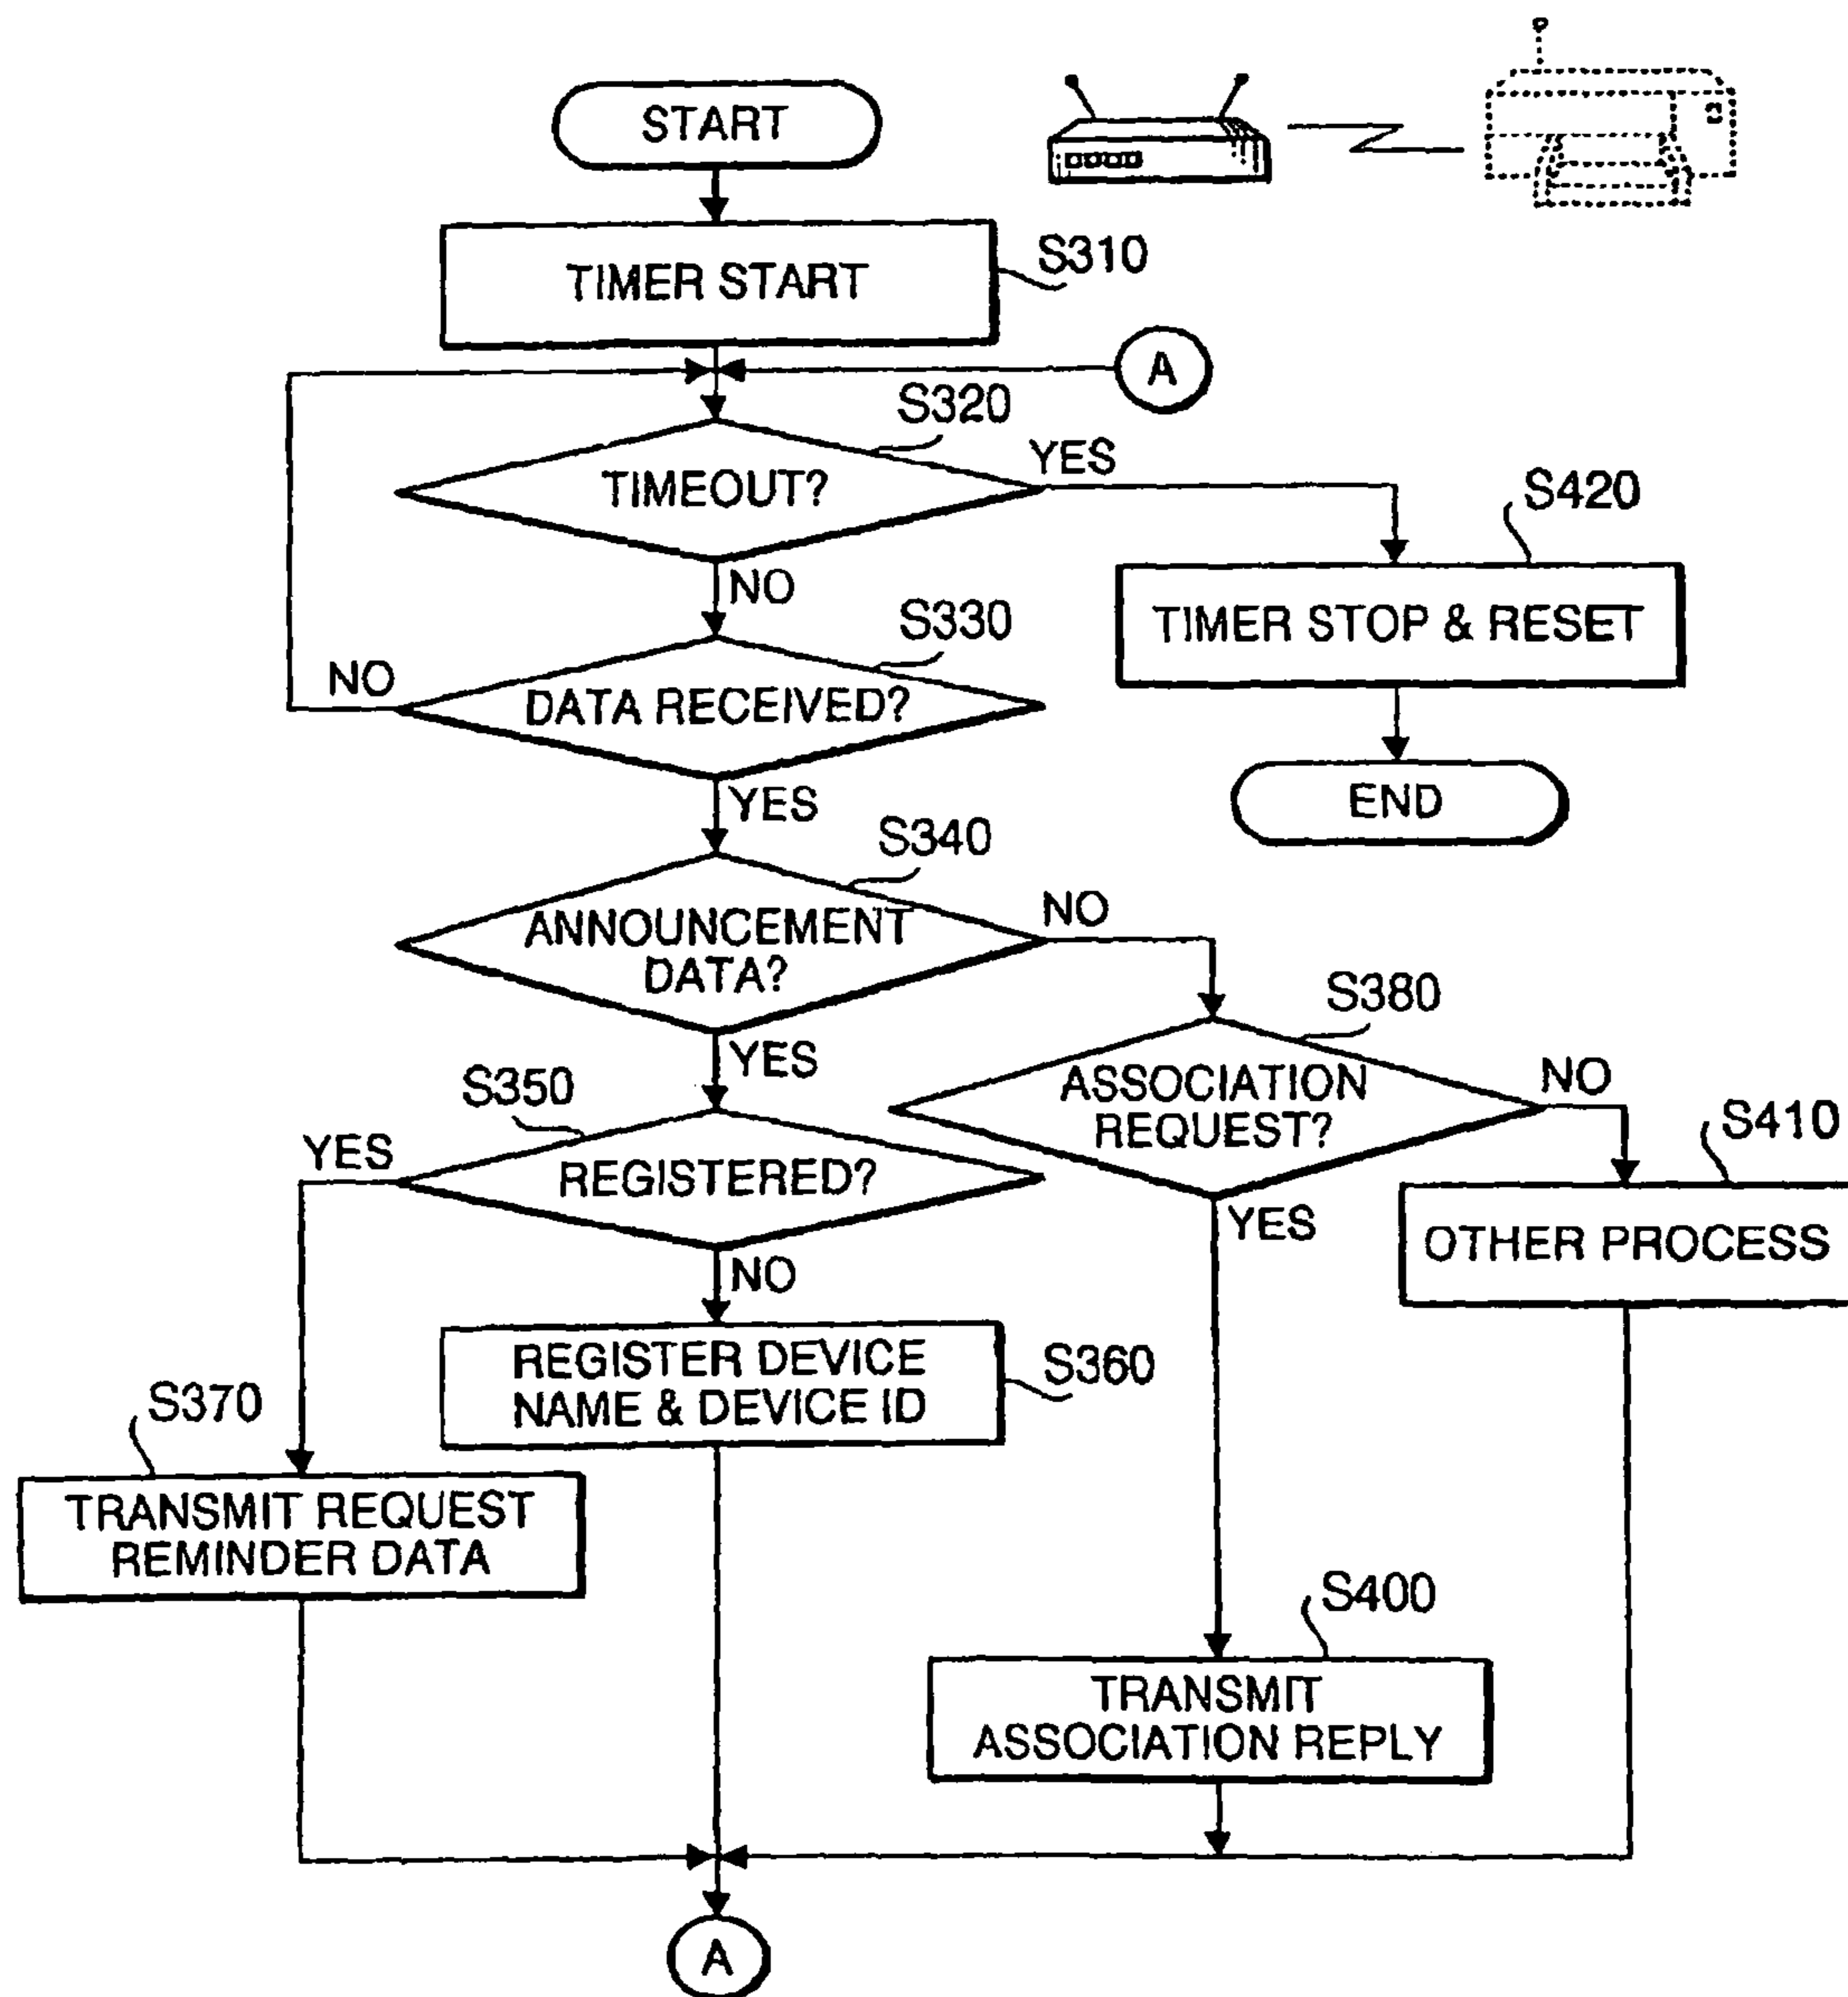 START
TIMER START
S310
A
S320
TIMEOUT?
YES
S420
NO
TIMER STOP & RESET
S330
NO
DATA RECEIVED?
END
YES
S340
NO
ANNOUNCEMENT
DATA?
S380
YES
ASSOCIATION
REQUEST?
NO
S350
S410
YES
REGISTERED?
YES
OTHER PROCESS
NO
REGISTER DEVICE
NAME & DEVICE ID
S360
S370
TRANSMIT REQUEST
REMINDER DATA
S400
TRANSMIT
ASSOCIATION REPLY
A